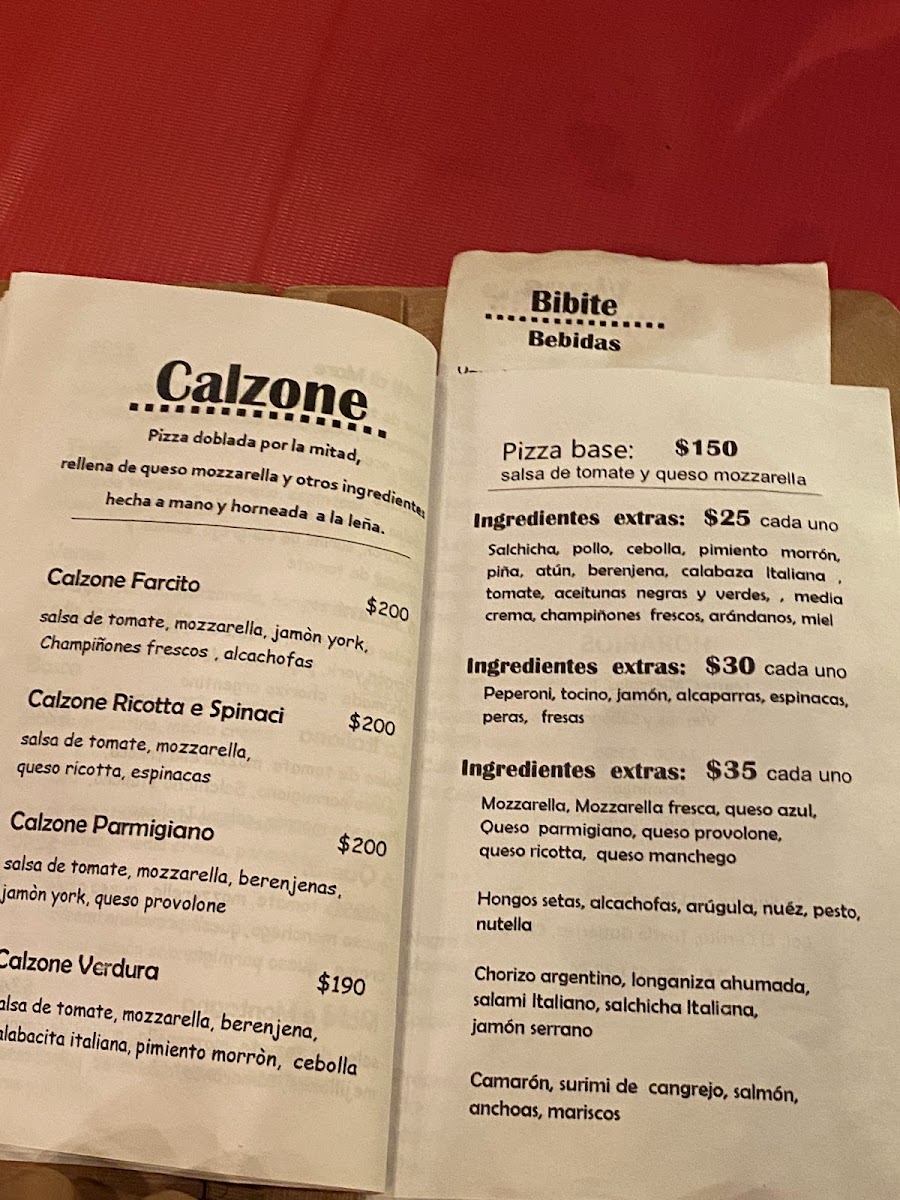 Calzone
Pizza doblada por la mitad,
rellena de queso mozzarella y otros ingredientes
hecha a mano y horneada a la leña.
Calzone Farcito
$200
salsa de tomate, mozzarella, jamòn york,
Champiñones frescos , alcachofas
Calzone Ricotta e Spinaci
$200
salsa de tomate, mozzarella,
queso ricotta, espinacas
Calzone Parmigiano
$200
salsa de tomate, mozzarella, berenjenas,
jamòn york, queso provolone
Calzone Verdura
$190
alsa de tomate, mozzarella, berenjena,
alabacita italiana, pimiento morròn, cebolla
Bibite
Bebidas
Pizza base: $150
salsa de tomate y queso mozzarella
Ingredientes extras: $25 cada uno
Salchicha, pollo, cebolla, pimiento morrón,
piña, atún, berenjena, calabaza Italiana ,
tomate, aceitunas negras y verdes, , media
crema, champiñones frescos, arándanos, miel
Ingredientes extras: $30 cada uno
Peperoni, tocino, jamón, alcaparras, espinacas,
peras, fresas
Ingredientes extras: $35 cada uno
Mozzarella, Mozzarella fresca, queso azul,
Queso parmigiano, queso provolone,
queso ricotta, queso manchego
Hongos setas, alcachofas, arúgula, nuéz, pesto,
nutella
Chorizo argentino, longaniza ahumada,
salami Italiano, salchicha Italiana,
jamón serrano
Camarón, surimi de cangrejo, salmón,
anchoas, mariscos